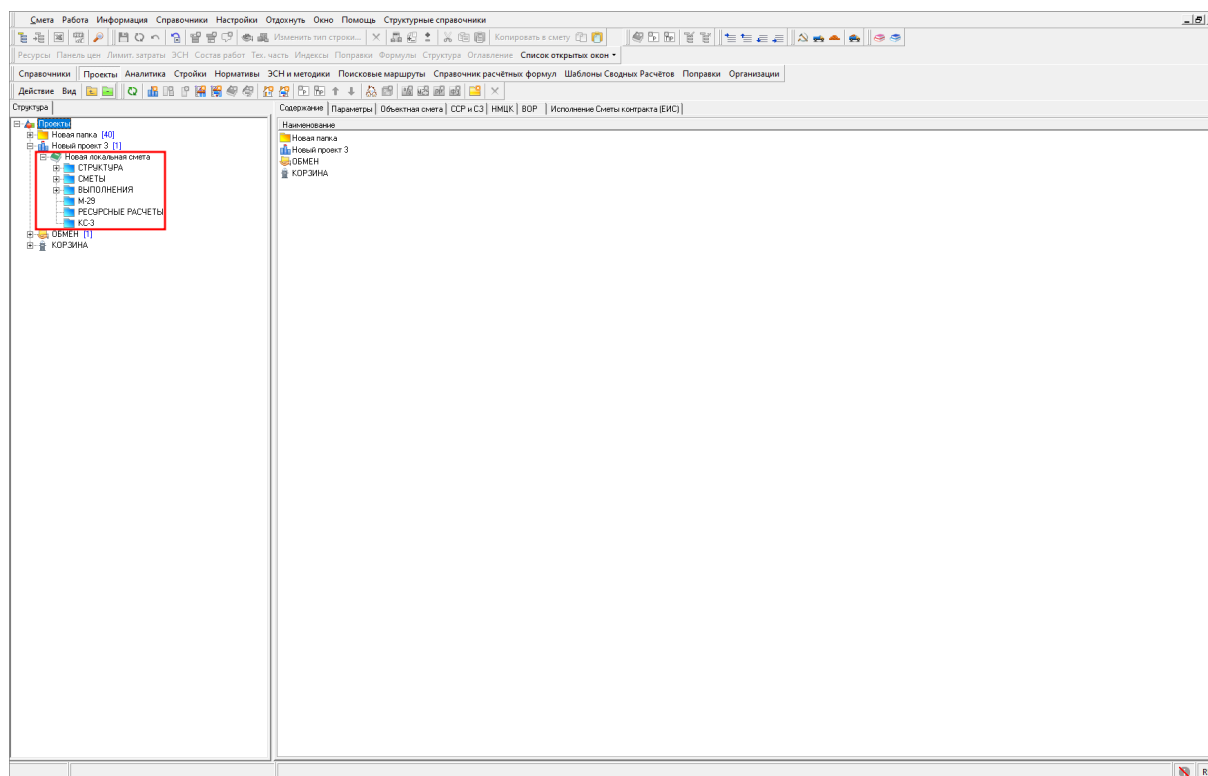 Смета Работа Информация Справочники Настройки Отдохнуть Окно Помощь Структурные справочники
Изменить тип строки... Копировать в смету
Ресурсы Панель цен Лимит. затраты ЭСН Состав работ Тех. часть Индексы Поправки Формулы Структура Оглавление Список открытых окон
Справочники Проекты Аналитика Стройки Нормативы ЭСН и методики Поисковые маршруты Справочник расчётных формул Шаблоны Сводных Расчётов Поправки Организации
Действие Вид
Структура
Содержание Параметры Объектная смета ССР и СЗ НМЦК ВОР Исполнение Сметы контракта (ЕИС)
Проекты
Новая папка [40]
Новый проект 3 [1]
Новая локальная смета
СТРУКТУРА
СМЕТЫ
ВЫПОЛНЕНИЯ
М-29
РЕСУРСНЫЕ РАСЧЕТЫ
КС-3
ОБМЕН [1]
КОРЗИНА
Наименование
Новая папка
Новый проект 3
ОБМЕН
КОРЗИНА
R